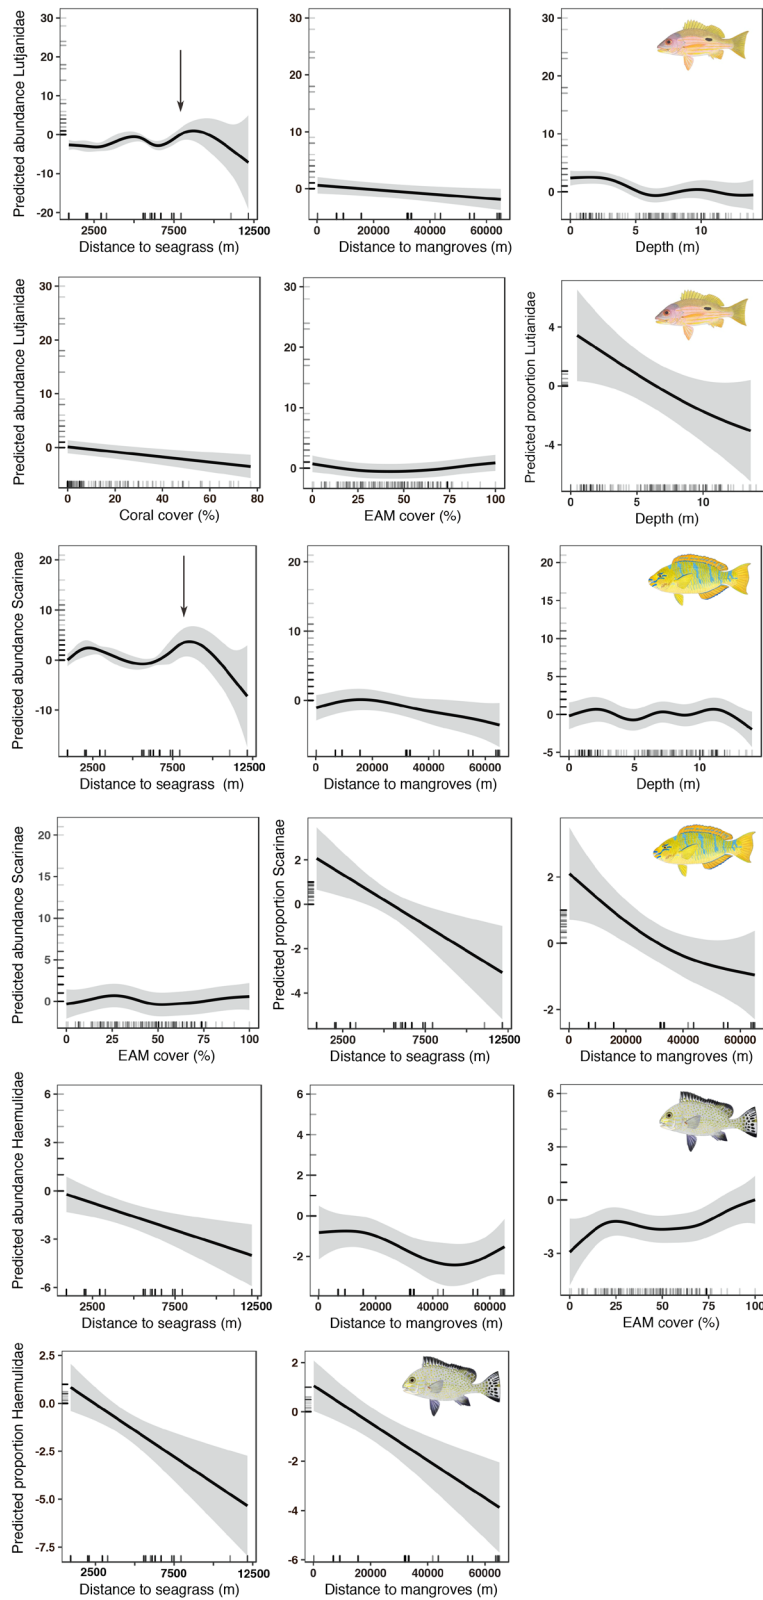 Predicted abundance Lutjanidae
30
20
10
0
-10
-20
2500 7500 12500
Distance to seagrass (m)
30
20
10
0
0 20000 40000 60000
Distance to mangroves (m)
30
20
10
0
0 5 10
Depth (m)
Predicted abundance Lutjanidae
30
20
10
0
0 20 40 60 80
Coral cover (%)
30
20
10
0
0 25 50 75 100
EAM cover (%)
Predicted proportion Lutianidae
4
0
-4
0 5 10
Depth (m)
Predicted abundance Scarinae
20
10
0
-10
2500 7500 12500
Distance to seagrass (m)
20
10
0
0 20000 40000 60000
Distance to mangroves (m)
20
15
10
5
0
-5
0 5 10
Depth (m)
Predicted abundance Scarinae
20
15
10
5
0
0 25 50 75 100
EAM cover (%)
Predicted proportion Scarinae
2
0
-2
-4
2500 7500 12500
Distance to seagrass (m)
2
0
-2
0 20000 40000 60000
Distance to mangroves (m)
Predicted abundance Haemulidae
6
3
0
-3
-6
2500 7500 12500
Distance to seagrass (m)
6
4
3
2
0
-2
0 20000 40000 60000
Distance to mangroves (m)
6
3
0
-3
0 25 50 75 100
EAM cover (%)
Predicted proportion Haemulidae
2.5
0.0
-2.5
-5.0
-7.5
2500 7500 12500
Distance to seagrass (m)
2
0
-2
-4
-6
0 20000 40000 60000
Distance to mangroves (m)